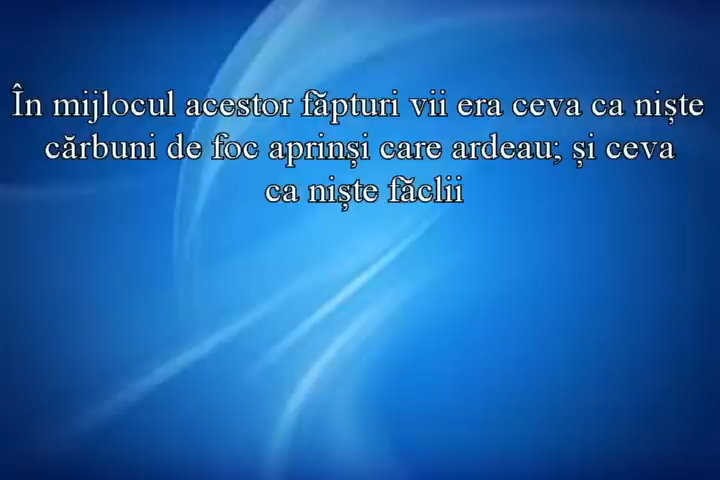 În mijlocul acestor făpturi vii era ceva ca niște
cărbuni de foc aprinși care ardeau; și ceva
ca niște făclii